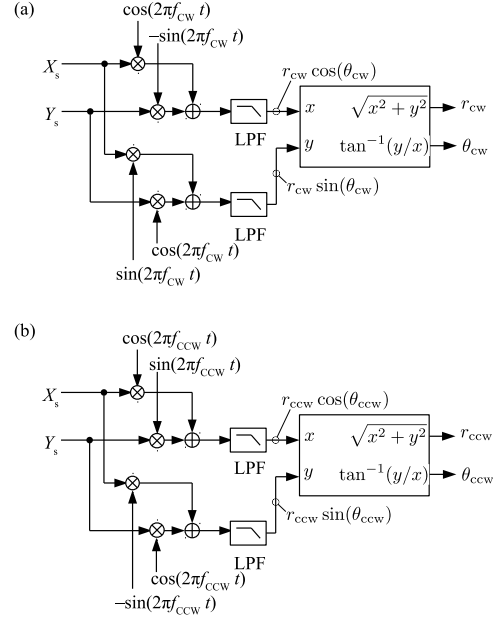 (a)
cos(2πf_CW t)
−sin(2πf_CW t)
X_s
Y_s
LPF
r_cw cos(θ_cw)
x √(x² + y²)
y tan⁻¹(y/x)
r_cw
θ_cw
r_cw sin(θ_cw)
LPF
cos(2πf_CW t)
sin(2πf_CW t)
(b)
cos(2πf_CCW t)
sin(2πf_CCW t)
X_s
Y_s
LPF
r_ccw cos(θ_ccw)
x √(x² + y²)
y tan⁻¹(y/x)
r_ccw
θ_ccw
r_ccw sin(θ_ccw)
LPF
cos(2πf_CCW t)
−sin(2πf_CCW t)